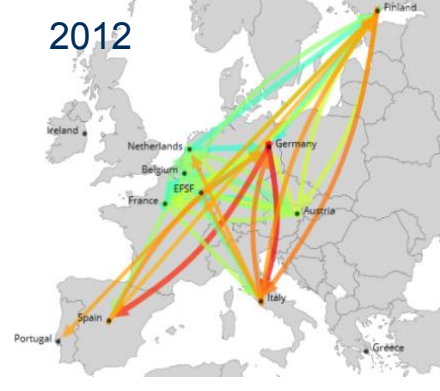 2012
Finland
Ireland
Netherlands
Germany
Belgium
EFSF
France
Austria
Italy
Spain
Portugal
Greece